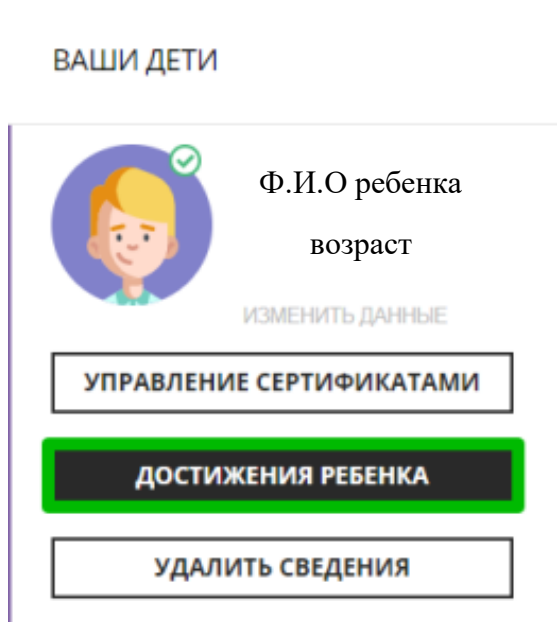 ВАШИ ДЕТИ
Ф.И.О ребенка
возраст
ИЗМЕНИТЬ ДАННЫЕ
УПРАВЛЕНИЕ СЕРТИФИКАТАМИ
ДОСТИЖЕНИЯ РЕБЕНКА
УДАЛИТЬ СВЕДЕНИЯ